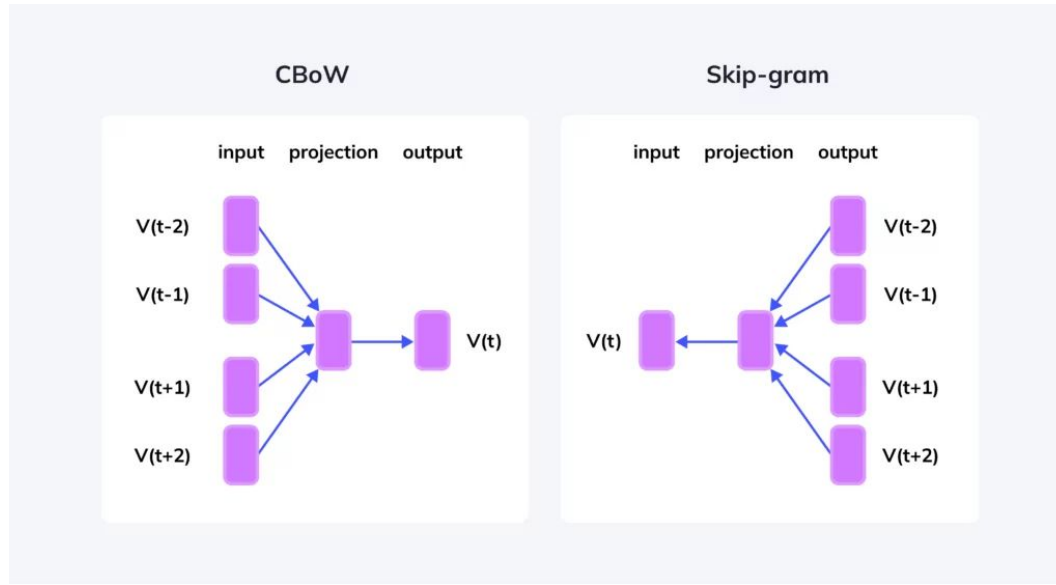 CBoW
Skip-gram
input projection output
V(t-2)
V(t-1)
V(t+1)
V(t+2)
V(t)
input projection output
V(t)
V(t-2)
V(t-1)
V(t+1)
V(t+2)